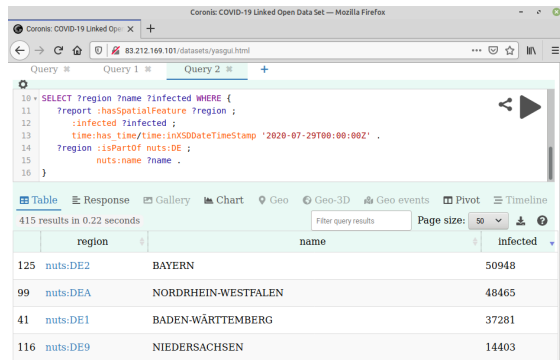 Coronis: COVID-19 Linked Open Data Set — Mozilla Firefox
Coronis: COVID-19 Linked Open
83.212.169.101/datasets/yasgui.html
Query Query 1 Query 2 +
10 SELECT ?region ?name ?infected WHERE {
11 ?report :hasSpatialFeature ?region ;
12 :infected ?infected ;
13 time:has_time/time:inXSDDateTimeStamp '2020-07-29T00:00:00Z' .
14 ?region :isPartOf nuts:DE ;
15 nuts:name ?name .
16 }
Table Response Gallery Chart Geo Geo-3D Geo events Pivot Timeline
415 results in 0.22 seconds Filter query results Page size: 50
region name infected
125 nuts:DE2 BAYERN 50948
99 nuts:DEA NORDRHEIN-WESTFALEN 48465
41 nuts:DE1 BADEN-WÄRTTEMBERG 37281
116 nuts:DE9 NIEDERSACHSEN 14403